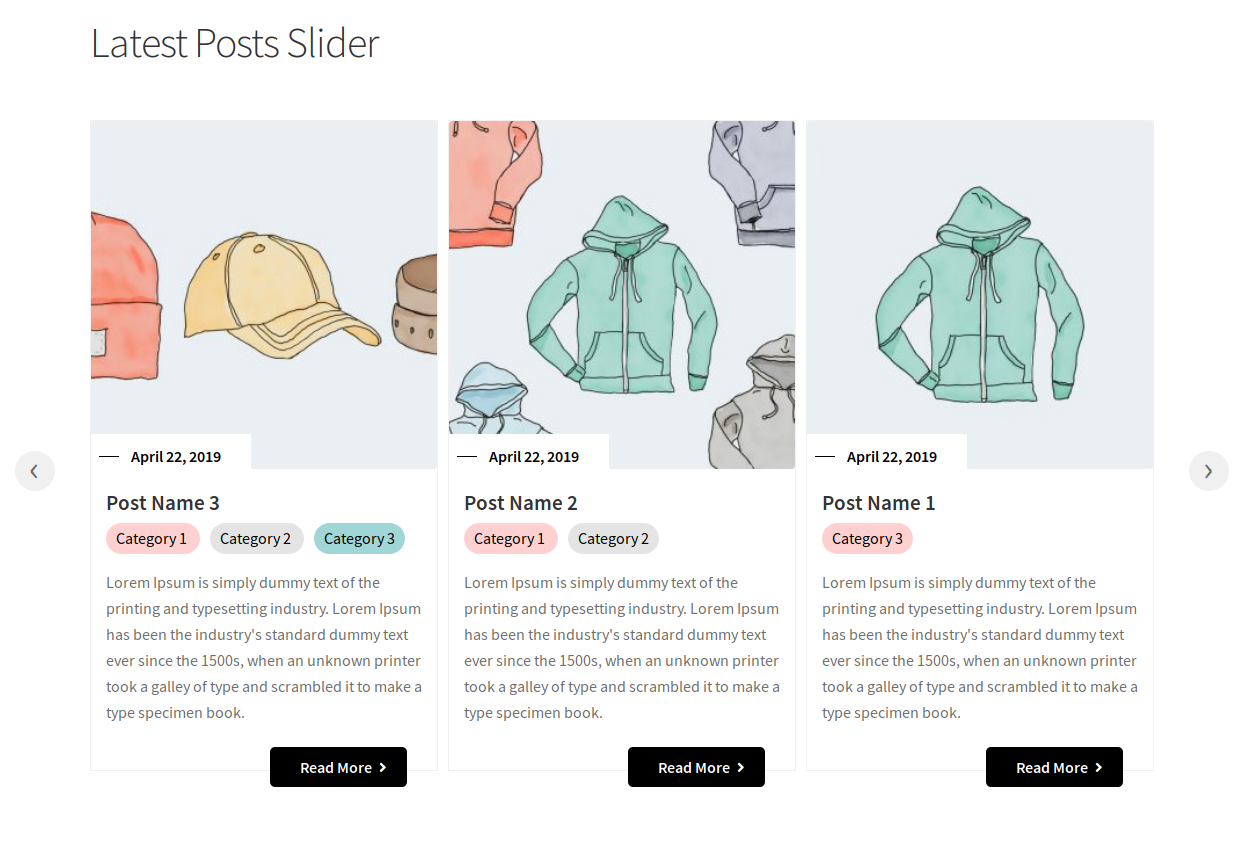 Latest Posts Slider
April 22, 2019
Post Name 3
Category 1 Category 2 Category 3
Lorem Ipsum is simply dummy text of the
printing and typesetting industry. Lorem Ipsum
has been the industry's standard dummy text
ever since the 1500s, when an unknown printer
took a galley of type and scrambled it to make a
type specimen book.
Read More
April 22, 2019
Post Name 2
Category 1 Category 2
Lorem Ipsum is simply dummy text of the
printing and typesetting industry. Lorem Ipsum
has been the industry's standard dummy text
ever since the 1500s, when an unknown printer
took a galley of type and scrambled it to make a
type specimen book.
Read More
April 22, 2019
Post Name 1
Category 3
Lorem Ipsum is simply dummy text of the
printing and typesetting industry. Lorem Ipsum
has been the industry's standard dummy text
ever since the 1500s, when an unknown printer
took a galley of type and scrambled it to make a
type specimen book.
Read More